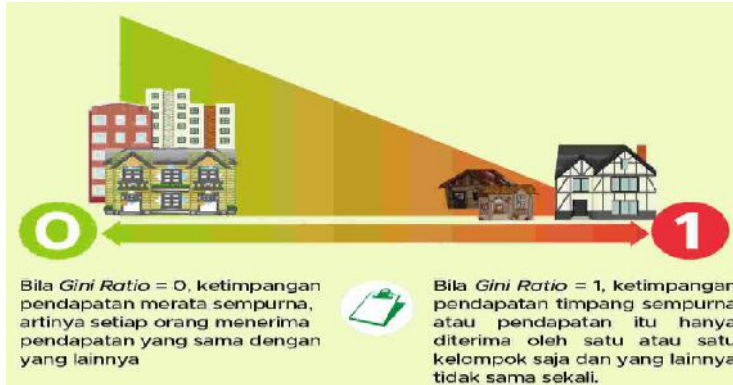 0
1
Bila Gini Ratio = 0, ketimpangan
pendapatan merata sempurna,
artinya setiap orang menerima
pendapatan yang sama dengan
yang lainnya
Bila Gini Ratio = 1, ketimpangan
pendapatan timpang sempurna
atau pendapatan itu hanya
diterima oleh satu atau satu
kelompok saja dan yang lainnya
tidak sama sekali.